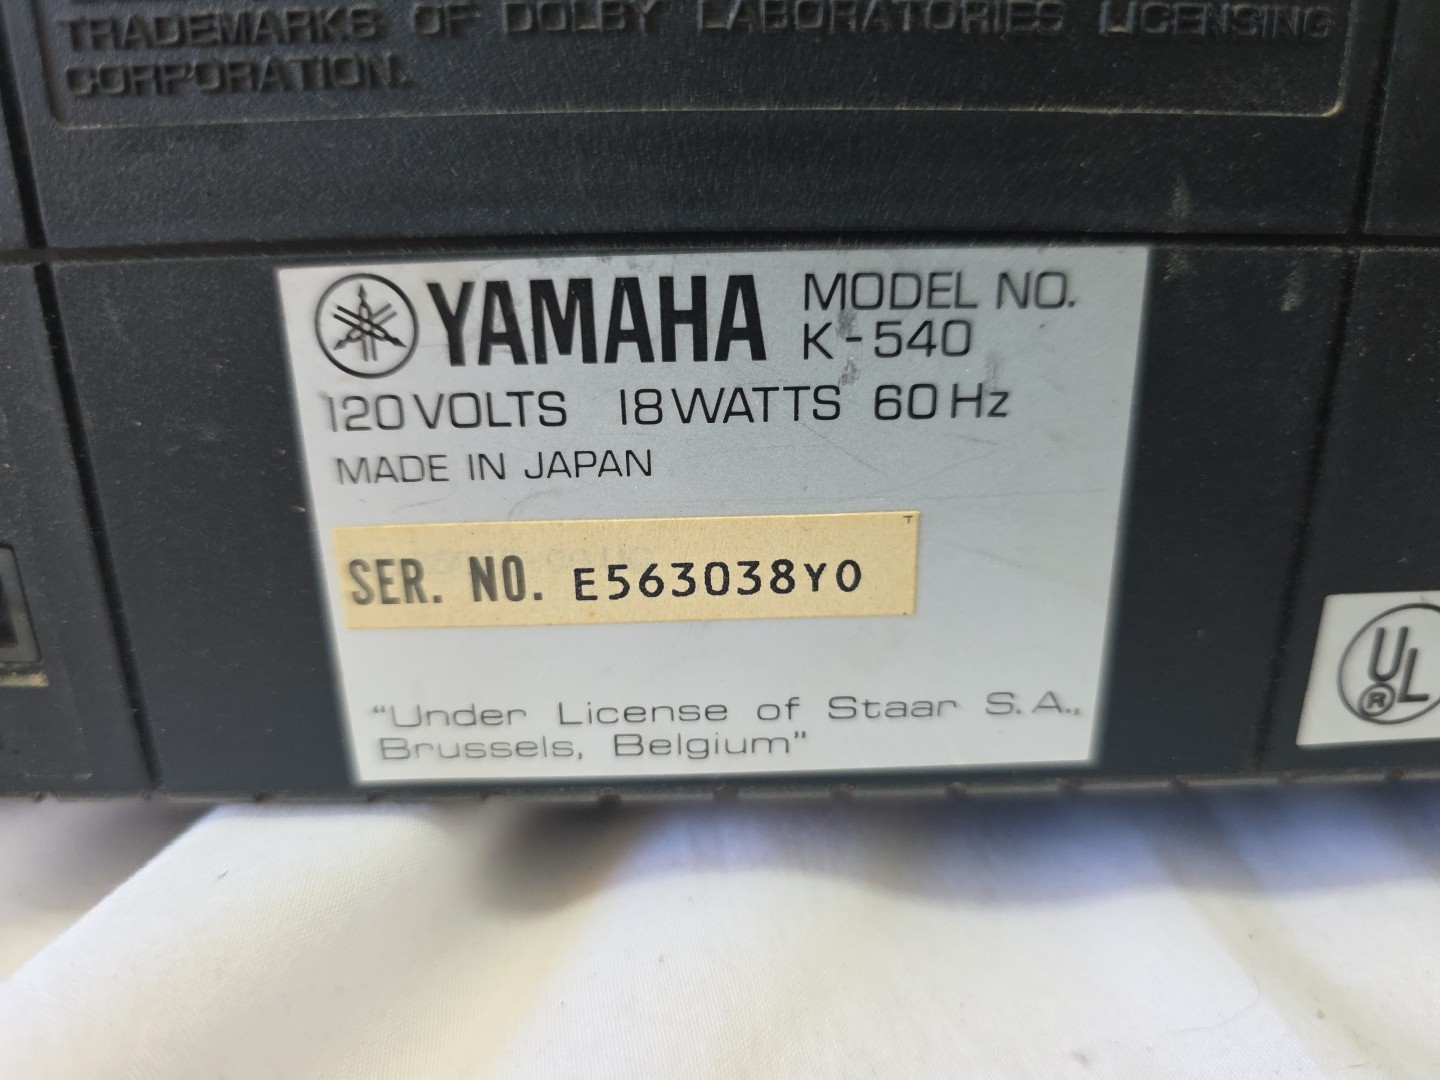 TRADEMARKS OF DOLBY LABORATORIES LICENSING
CORPORATION.
YAMAHA
MODEL NO.
K-540
120 VOLTS 18 WATTS 60 Hz
MADE IN JAPAN
T
SER. NO. E563038Y0
"Under License of Staar S.A.,
Brussels, Belgium"
UL
®